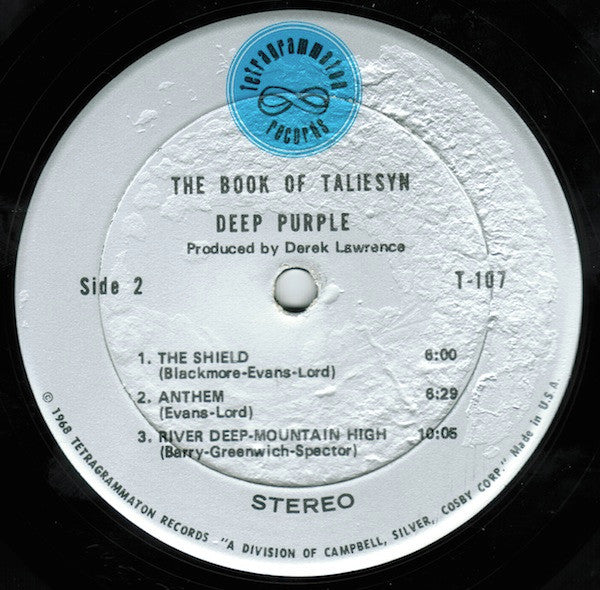 tetragrammaton
records
THE BOOK OF TALIESYN
DEEP PURPLE
Produced by Derek Lawrence
Side 2
T-107
1. THE SHIELD 6:00
(Blackmore-Evans-Lord)
2. ANTHEM 6:29
(Evans-Lord)
3. RIVER DEEP-MOUNTAIN HIGH 10:05
(Barry-Greenwich-Spector)
STEREO
© 1968 TETRAGRAMMATON RECORDS - "A DIVISION OF CAMPBELL, SILVER, COSBY CORP." Made in U.S.A.